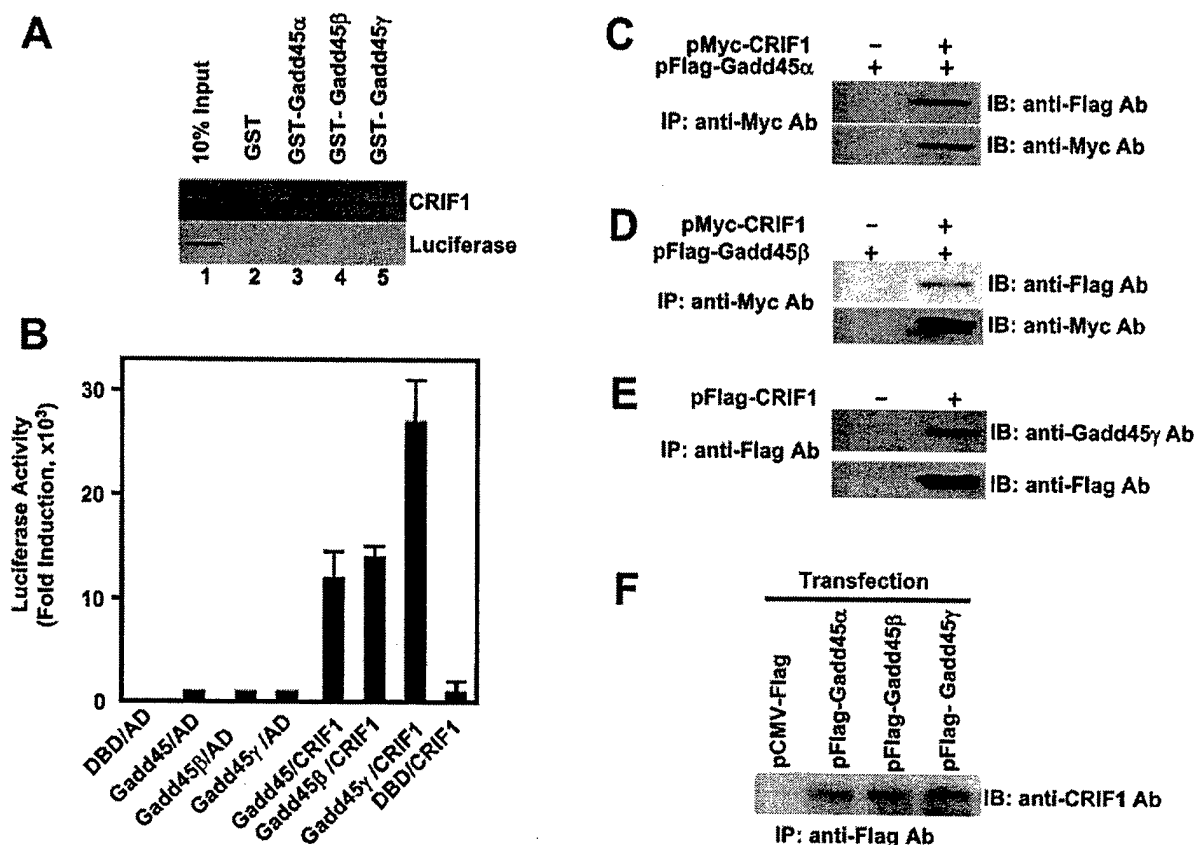 A
10% Input
GST
GST-Gadd45α
GST- Gadd45β
GST- Gadd45γ
CRIF1
Luciferase
1 2 3 4 5
B
Luciferase Activity
(Fold Induction, x10³)
30
20
10
0
DBD/AD
Gadd45/AD
Gadd45β/AD
Gadd45γ /AD
Gadd45/CRIF1
Gadd45β /CRIF1
Gadd45γ /CRIF1
DBD/CRIF1
C
pMyc-CRIF1 – +
pFlag-Gadd45α + +
IP: anti-Myc Ab
IB: anti-Flag Ab
IB: anti-Myc Ab
D
pMyc-CRIF1 – +
pFlag-Gadd45β + +
IP: anti-Myc Ab
IB: anti-Flag Ab
IB: anti-Myc Ab
E
pFlag-CRIF1 – +
IP: anti-Flag Ab
IB: anti-Gadd45γ Ab
IB: anti-Flag Ab
F
Transfection
pCMV-Flag
pFlag-Gadd45α
pFlag-Gadd45β
pFlag- Gadd45γ
IB: anti-CRIF1 Ab
IP: anti-Flag Ab